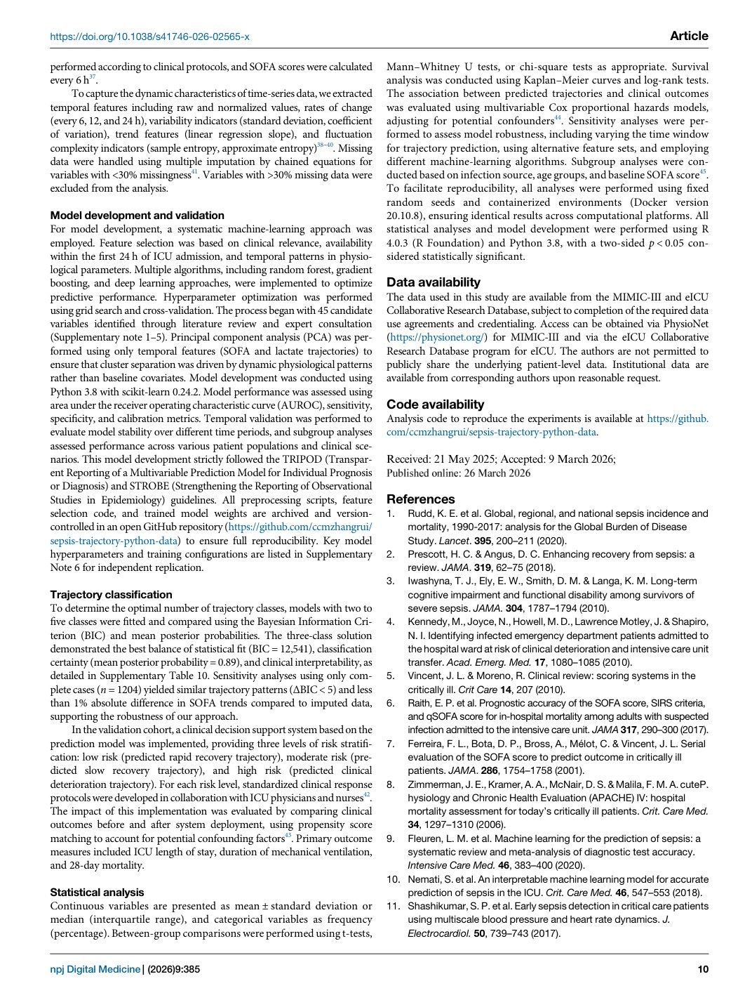 https://doi.org/10.1038/s41746-026-02565-x
Article
performed according to clinical protocols, and SOFA scores were calculated
every 6 h37.
To capture the dynamic characteristics of time-series data, we extracted
temporal features including raw and normalized values, rates of change
(every 6, 12, and 24 h), variability indicators (standard deviation, coefficient
of variation), trend features (linear regression slope), and fluctuation
complexity indicators (sample entropy, approximate entropy)38–40. Missing
data were handled using multiple imputation by chained equations for
variables with <30% missingness41. Variables with >30% missing data were
excluded from the analysis.
Model development and validation
For model development, a systematic machine-learning approach was
employed. Feature selection was based on clinical relevance, availability
within the first 24 h of ICU admission, and temporal patterns in physio-
logical parameters. Multiple algorithms, including random forest, gradient
boosting, and deep learning approaches, were implemented to optimize
predictive performance. Hyperparameter optimization was performed
using grid search and cross-validation. The process began with 45 candidate
variables identified through literature review and expert consultation
(Supplementary note 1–5). Principal component analysis (PCA) was per-
formed using only temporal features (SOFA and lactate trajectories) to
ensure that cluster separation was driven by dynamic physiological patterns
rather than baseline covariates. Model development was conducted using
Python 3.8 with scikit-learn 0.24.2. Model performance was assessed using
area under the receiver operating characteristic curve (AUROC), sensitivity,
specificity, and calibration metrics. Temporal validation was performed to
evaluate model stability over different time periods, and subgroup analyses
assessed performance across various patient populations and clinical sce-
narios. This model development strictly followed the TRIPOD (Transpar-
ent Reporting of a Multivariable Prediction Model for Individual Prognosis
or Diagnosis) and STROBE (Strengthening the Reporting of Observational
Studies in Epidemiology) guidelines. All preprocessing scripts, feature
selection code, and trained model weights are archived and version-
controlled in an open GitHub repository (https://github.com/ccmzhangrui/
sepsis-trajectory-python-data) to ensure full reproducibility. Key model
hyperparameters and training configurations are listed in Supplementary
Note 6 for independent replication.
Trajectory classification
To determine the optimal number of trajectory classes, models with two to
five classes were fitted and compared using the Bayesian Information Cri-
terion (BIC) and mean posterior probabilities. The three-class solution
demonstrated the best balance of statistical fit (BIC = 12,541), classification
certainty (mean posterior probability = 0.89), and clinical interpretability, as
detailed in Supplementary Table 10. Sensitivity analyses using only com-
plete cases (n = 1204) yielded similar trajectory patterns (ΔBIC < 5) and less
than 1% absolute difference in SOFA trends compared to imputed data,
supporting the robustness of our approach.
In the validation cohort, a clinical decision support system based on the
prediction model was implemented, providing three levels of risk stratifi-
cation: low risk (predicted rapid recovery trajectory), moderate risk (pre-
dicted slow recovery trajectory), and high risk (predicted clinical
deterioration trajectory). For each risk level, standardized clinical response
protocols were developed in collaboration with ICU physicians and nurses42.
The impact of this implementation was evaluated by comparing clinical
outcomes before and after system deployment, using propensity score
matching to account for potential confounding factors43. Primary outcome
measures included ICU length of stay, duration of mechanical ventilation,
and 28-day mortality.
Statistical analysis
Continuous variables are presented as mean ± standard deviation or
median (interquartile range), and categorical variables as frequency
(percentage). Between-group comparisons were performed using t-tests,
Mann–Whitney U tests, or chi-square tests as appropriate. Survival
analysis was conducted using Kaplan–Meier curves and log-rank tests.
The association between predicted trajectories and clinical outcomes
was evaluated using multivariable Cox proportional hazards models,
adjusting for potential confounders44. Sensitivity analyses were per-
formed to assess model robustness, including varying the time window
for trajectory prediction, using alternative feature sets, and employing
different machine-learning algorithms. Subgroup analyses were con-
ducted based on infection source, age groups, and baseline SOFA score45.
To facilitate reproducibility, all analyses were performed using fixed
random seeds and containerized environments (Docker version
20.10.8), ensuring identical results across computational platforms. All
statistical analyses and model development were performed using R
4.0.3 (R Foundation) and Python 3.8, with a two-sided p < 0.05 con-
sidered statistically significant.
Data availability
The data used in this study are available from the MIMIC-III and eICU
Collaborative Research Database, subject to completion of the required data
use agreements and credentialing. Access can be obtained via PhysioNet
(https://physionet.org/) for MIMIC-III and via the eICU Collaborative
Research Database program for eICU. The authors are not permitted to
publicly share the underlying patient-level data. Institutional data are
available from corresponding authors upon reasonable request.
Code availability
Analysis code to reproduce the experiments is available at https://github.
com/ccmzhangrui/sepsis-trajectory-python-data.
Received: 21 May 2025; Accepted: 9 March 2026;
Published online: 26 March 2026
References
1. Rudd, K. E. et al. Global, regional, and national sepsis incidence and
mortality, 1990-2017: analysis for the Global Burden of Disease
Study. Lancet. 395, 200–211 (2020).
2. Prescott, H. C. & Angus, D. C. Enhancing recovery from sepsis: a
review. JAMA. 319, 62–75 (2018).
3. Iwashyna, T. J., Ely, E. W., Smith, D. M. & Langa, K. M. Long-term
cognitive impairment and functional disability among survivors of
severe sepsis. JAMA. 304, 1787–1794 (2010).
4. Kennedy, M., Joyce, N., Howell, M. D., Lawrence Motley, J. & Shapiro,
N. I. Identifying infected emergency department patients admitted to
the hospital ward at risk of clinical deterioration and intensive care unit
transfer. Acad. Emerg. Med. 17, 1080–1085 (2010).
5. Vincent, J. L. & Moreno, R. Clinical review: scoring systems in the
critically ill. Crit Care 14, 207 (2010).
6. Raith, E. P. et al. Prognostic accuracy of the SOFA score, SIRS criteria,
and qSOFA score for in-hospital mortality among adults with suspected
infection admitted to the intensive care unit. JAMA 317, 290–300 (2017).
7. Ferreira, F. L., Bota, D. P., Bross, A., Mélot, C. & Vincent, J. L. Serial
evaluation of the SOFA score to predict outcome in critically ill
patients. JAMA. 286, 1754–1758 (2001).
8. Zimmerman, J. E., Kramer, A. A., McNair, D. S. & Malila, F. M. A. cuteP.
hysiology and Chronic Health Evaluation (APACHE) IV: hospital
mortality assessment for today's critically ill patients. Crit. Care Med.
34, 1297–1310 (2006).
9. Fleuren, L. M. et al. Machine learning for the prediction of sepsis: a
systematic review and meta-analysis of diagnostic test accuracy.
Intensive Care Med. 46, 383–400 (2020).
10. Nemati, S. et al. An interpretable machine learning model for accurate
prediction of sepsis in the ICU. Crit. Care Med. 46, 547–553 (2018).
11. Shashikumar, S. P. et al. Early sepsis detection in critical care patients
using multiscale blood pressure and heart rate dynamics. J.
Electrocardiol. 50, 739–743 (2017).
npj Digital Medicine | (2026)9:385
10